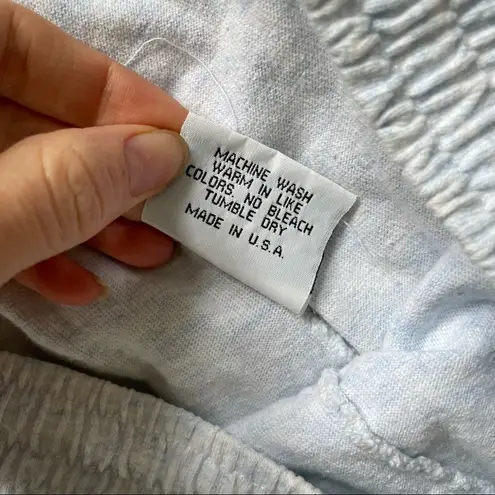 MACHINE WASH
WARM IN LIKE
COLORS. NO BLEACH
TUMBLE DRY
MADE IN U.S.A.